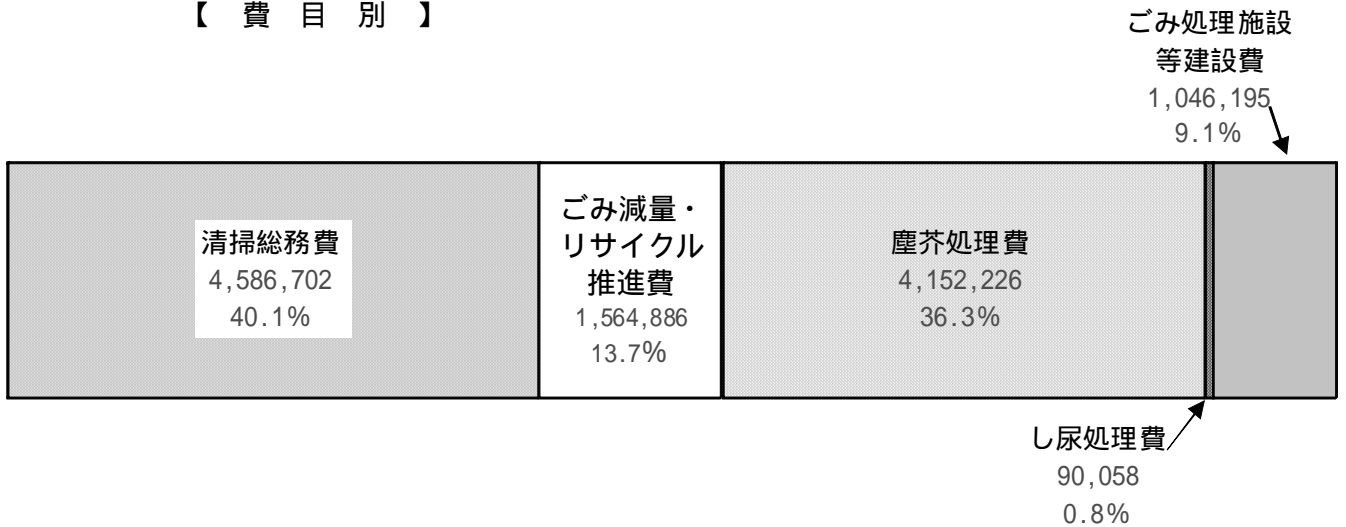 【　費　目　別　】
ごみ処理施設
等建設費
1,046,195
9.1%
清掃総務費
4,586,702
40.1%
ごみ減量・
リサイクル
推進費
1,564,886
13.7%
塵芥処理費
4,152,226
36.3%
し尿処理費
90,058
0.8%